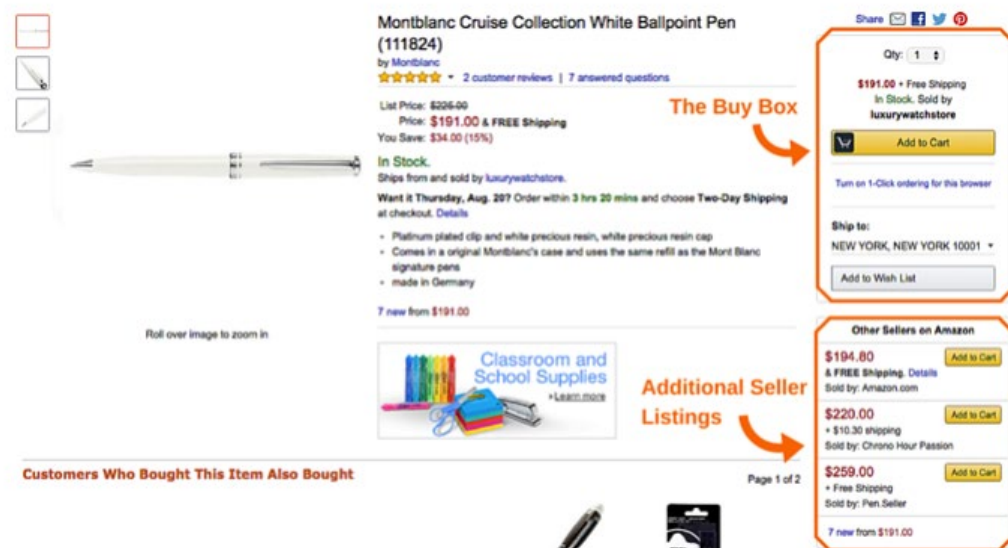 Montblanc Cruise Collection White Ballpoint Pen
(111824)
by Montblanc
2 customer reviews | 7 answered questions
List Price: $225.00
Price: $191.00 & FREE Shipping
You Save: $34.00 (15%)
In Stock.
Ships from and sold by luxurywatchstore.
Want it Thursday, Aug. 20? Order within 3 hrs 20 mins and choose Two-Day Shipping
at checkout. Details
Platinum plated clip and white precious resin, white precious resin cap
Comes in a original Montblanc's case and uses the same refill as the Mont Blanc
signature pens
made in Germany
7 new from $191.00
Roll over image to zoom in
Classroom and
School Supplies
»Learn more
The Buy Box
Additional Seller
Listings
Share
Qty: 1
$191.00 + Free Shipping
In Stock. Sold by
luxurywatchstore
Add to Cart
Turn on 1-Click ordering for this browser
Ship to:
NEW YORK, NEW YORK 10001
Add to Wish List
Other Sellers on Amazon
$194.80
Add to Cart
& FREE Shipping. Details
Sold by: Amazon.com
$220.00
Add to Cart
+ $10.30 shipping
Sold by: Chrono Hour Passion
$259.00
Add to Cart
+ Free Shipping
Sold by: Pen.Seller
7 new from $191.00
Customers Who Bought This Item Also Bought
Page 1 of 2